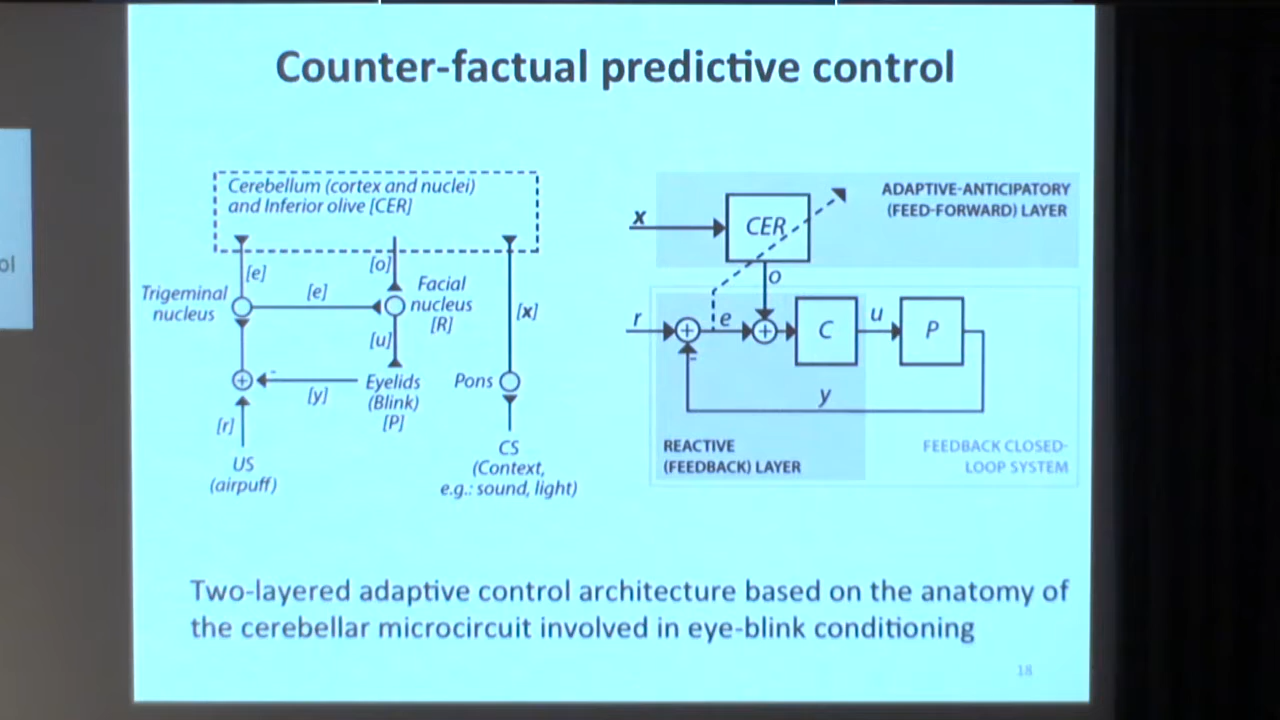 Counter-factual predictive control
ol
Cerebellum (cortex and nuclei)
and Inferior olive [CER]
[e]
[o]
Trigeminal
nucleus
[e]
Facial
nucleus
[R]
[x]
[u]
[y]
Eyelids
(Blink)
[P]
Pons
[r]
US
(airpuff)
CS
(Context,
e.g.: sound, light)
x
CER
ADAPTIVE-ANTICIPATORY
(FEED-FORWARD) LAYER
o
r
+
e
+
C
u
P
-
y
REACTIVE
(FEEDBACK) LAYER
FEEDBACK CLOSED-
LOOP SYSTEM
Two-layered adaptive control architecture based on the anatomy of
the cerebellar microcircuit involved in eye-blink conditioning
18